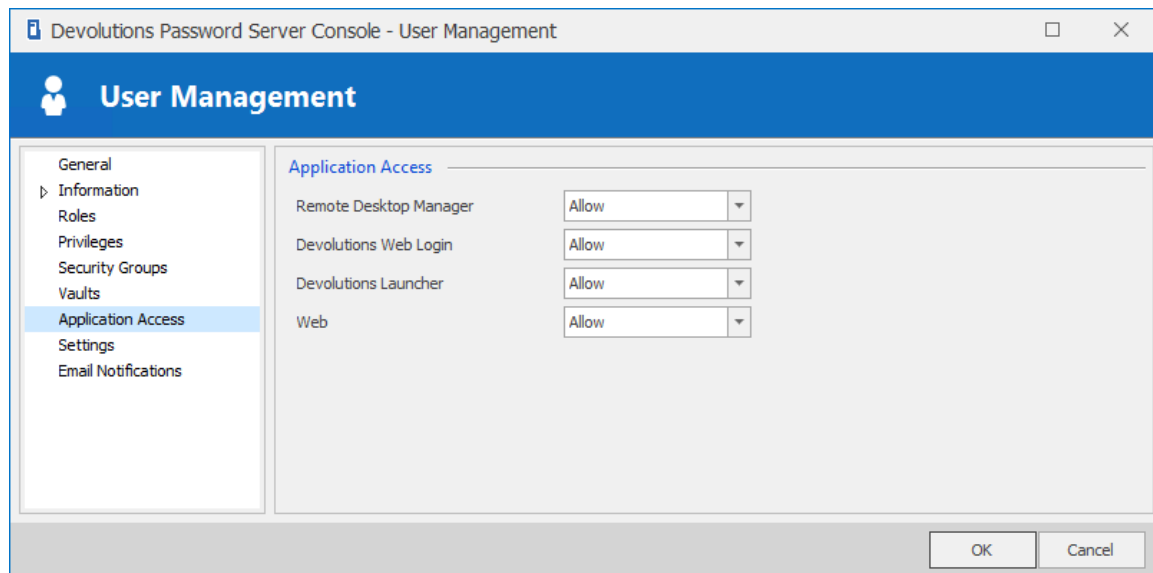 Devolutions Password Server Console - User Management
User Management
General
Information
Roles
Privileges
Security Groups
Vaults
Application Access
Settings
Email Notifications
Application Access
Remote Desktop Manager Allow
Devolutions Web Login Allow
Devolutions Launcher Allow
Web Allow
OK Cancel